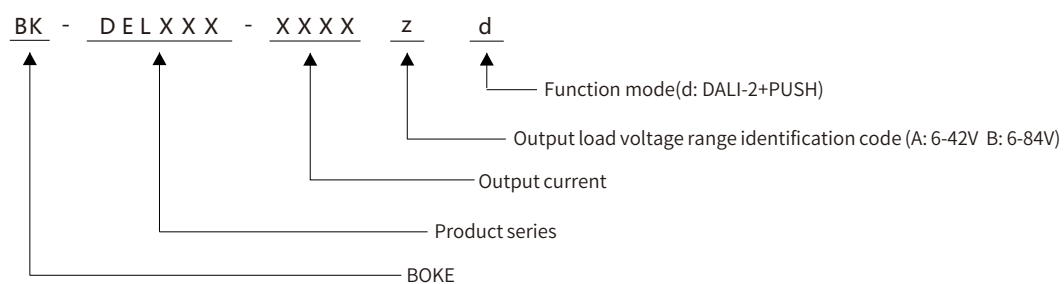 BK - DELXXX - XXXX z d
Function mode(d: DALI-2+PUSH)
Output load voltage range identification code (A: 6-42V B: 6-84V)
Output current
Product series
BOKE